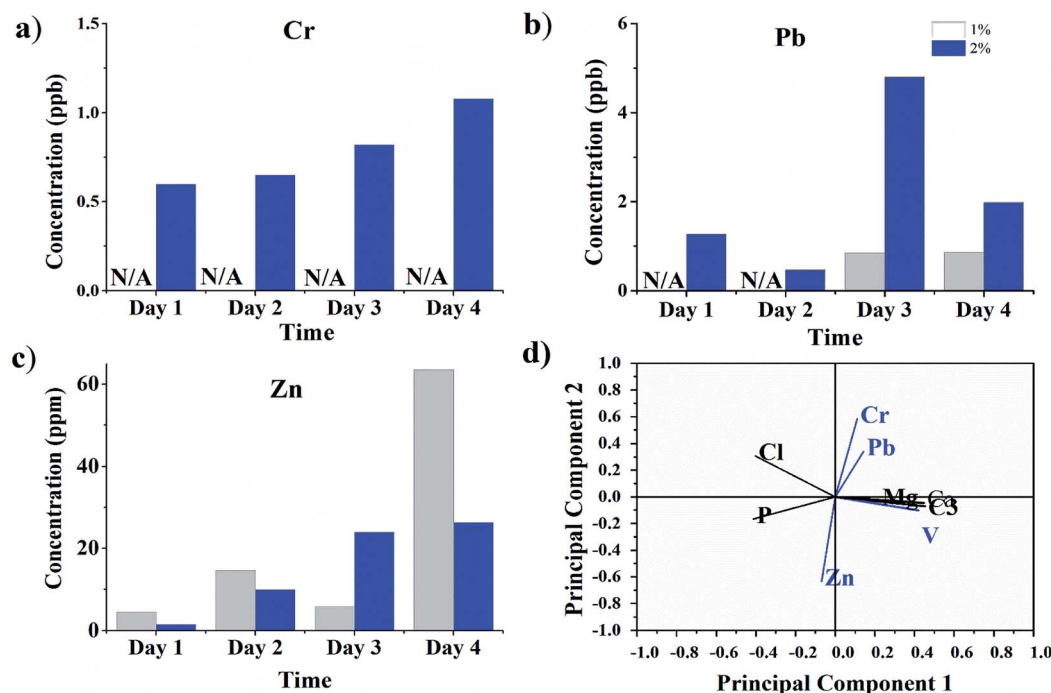 a)
Cr
Concentration (ppb)
1.5
1.0
0.5
0.0
N/A N/A N/A N/A
Day 1 Day 2 Day 3 Day 4
Time
b)
Pb
1%
2%
Concentration (ppb)
6
4
2
0
N/A N/A
Day 1 Day 2 Day 3 Day 4
Time
c)
Zn
Concentration (ppm)
60
40
20
0
Day 1 Day 2 Day 3 Day 4
Time
d)
Principal Component 2
1.0
0.8
0.6
0.4
0.2
0.0
-0.2
-0.4
-0.6
-0.8
-1.0
Cr
Pb
Cl
Mg
P
V
Zn
-1.0 -0.8 -0.6 -0.4 -0.2 0.0 0.2 0.4 0.6 0.8 1.0
Principal Component 1